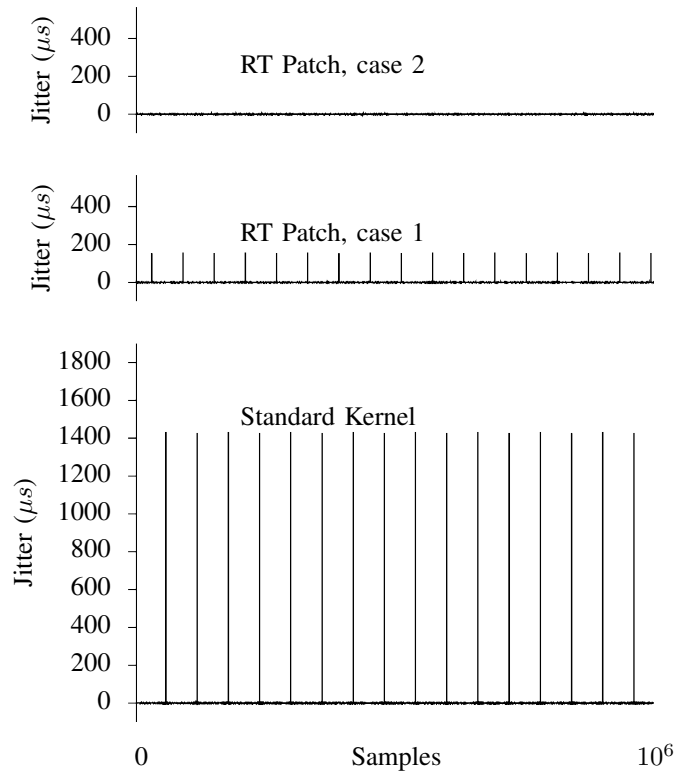 400
RT Patch, case 2
200
0
Jitter (μs)
400
RT Patch, case 1
200
0
Jitter (μs)
1800
1600
Standard Kernel
1400
1200
1000
800
600
400
200
0
Jitter (μs)
0 Samples 10⁶